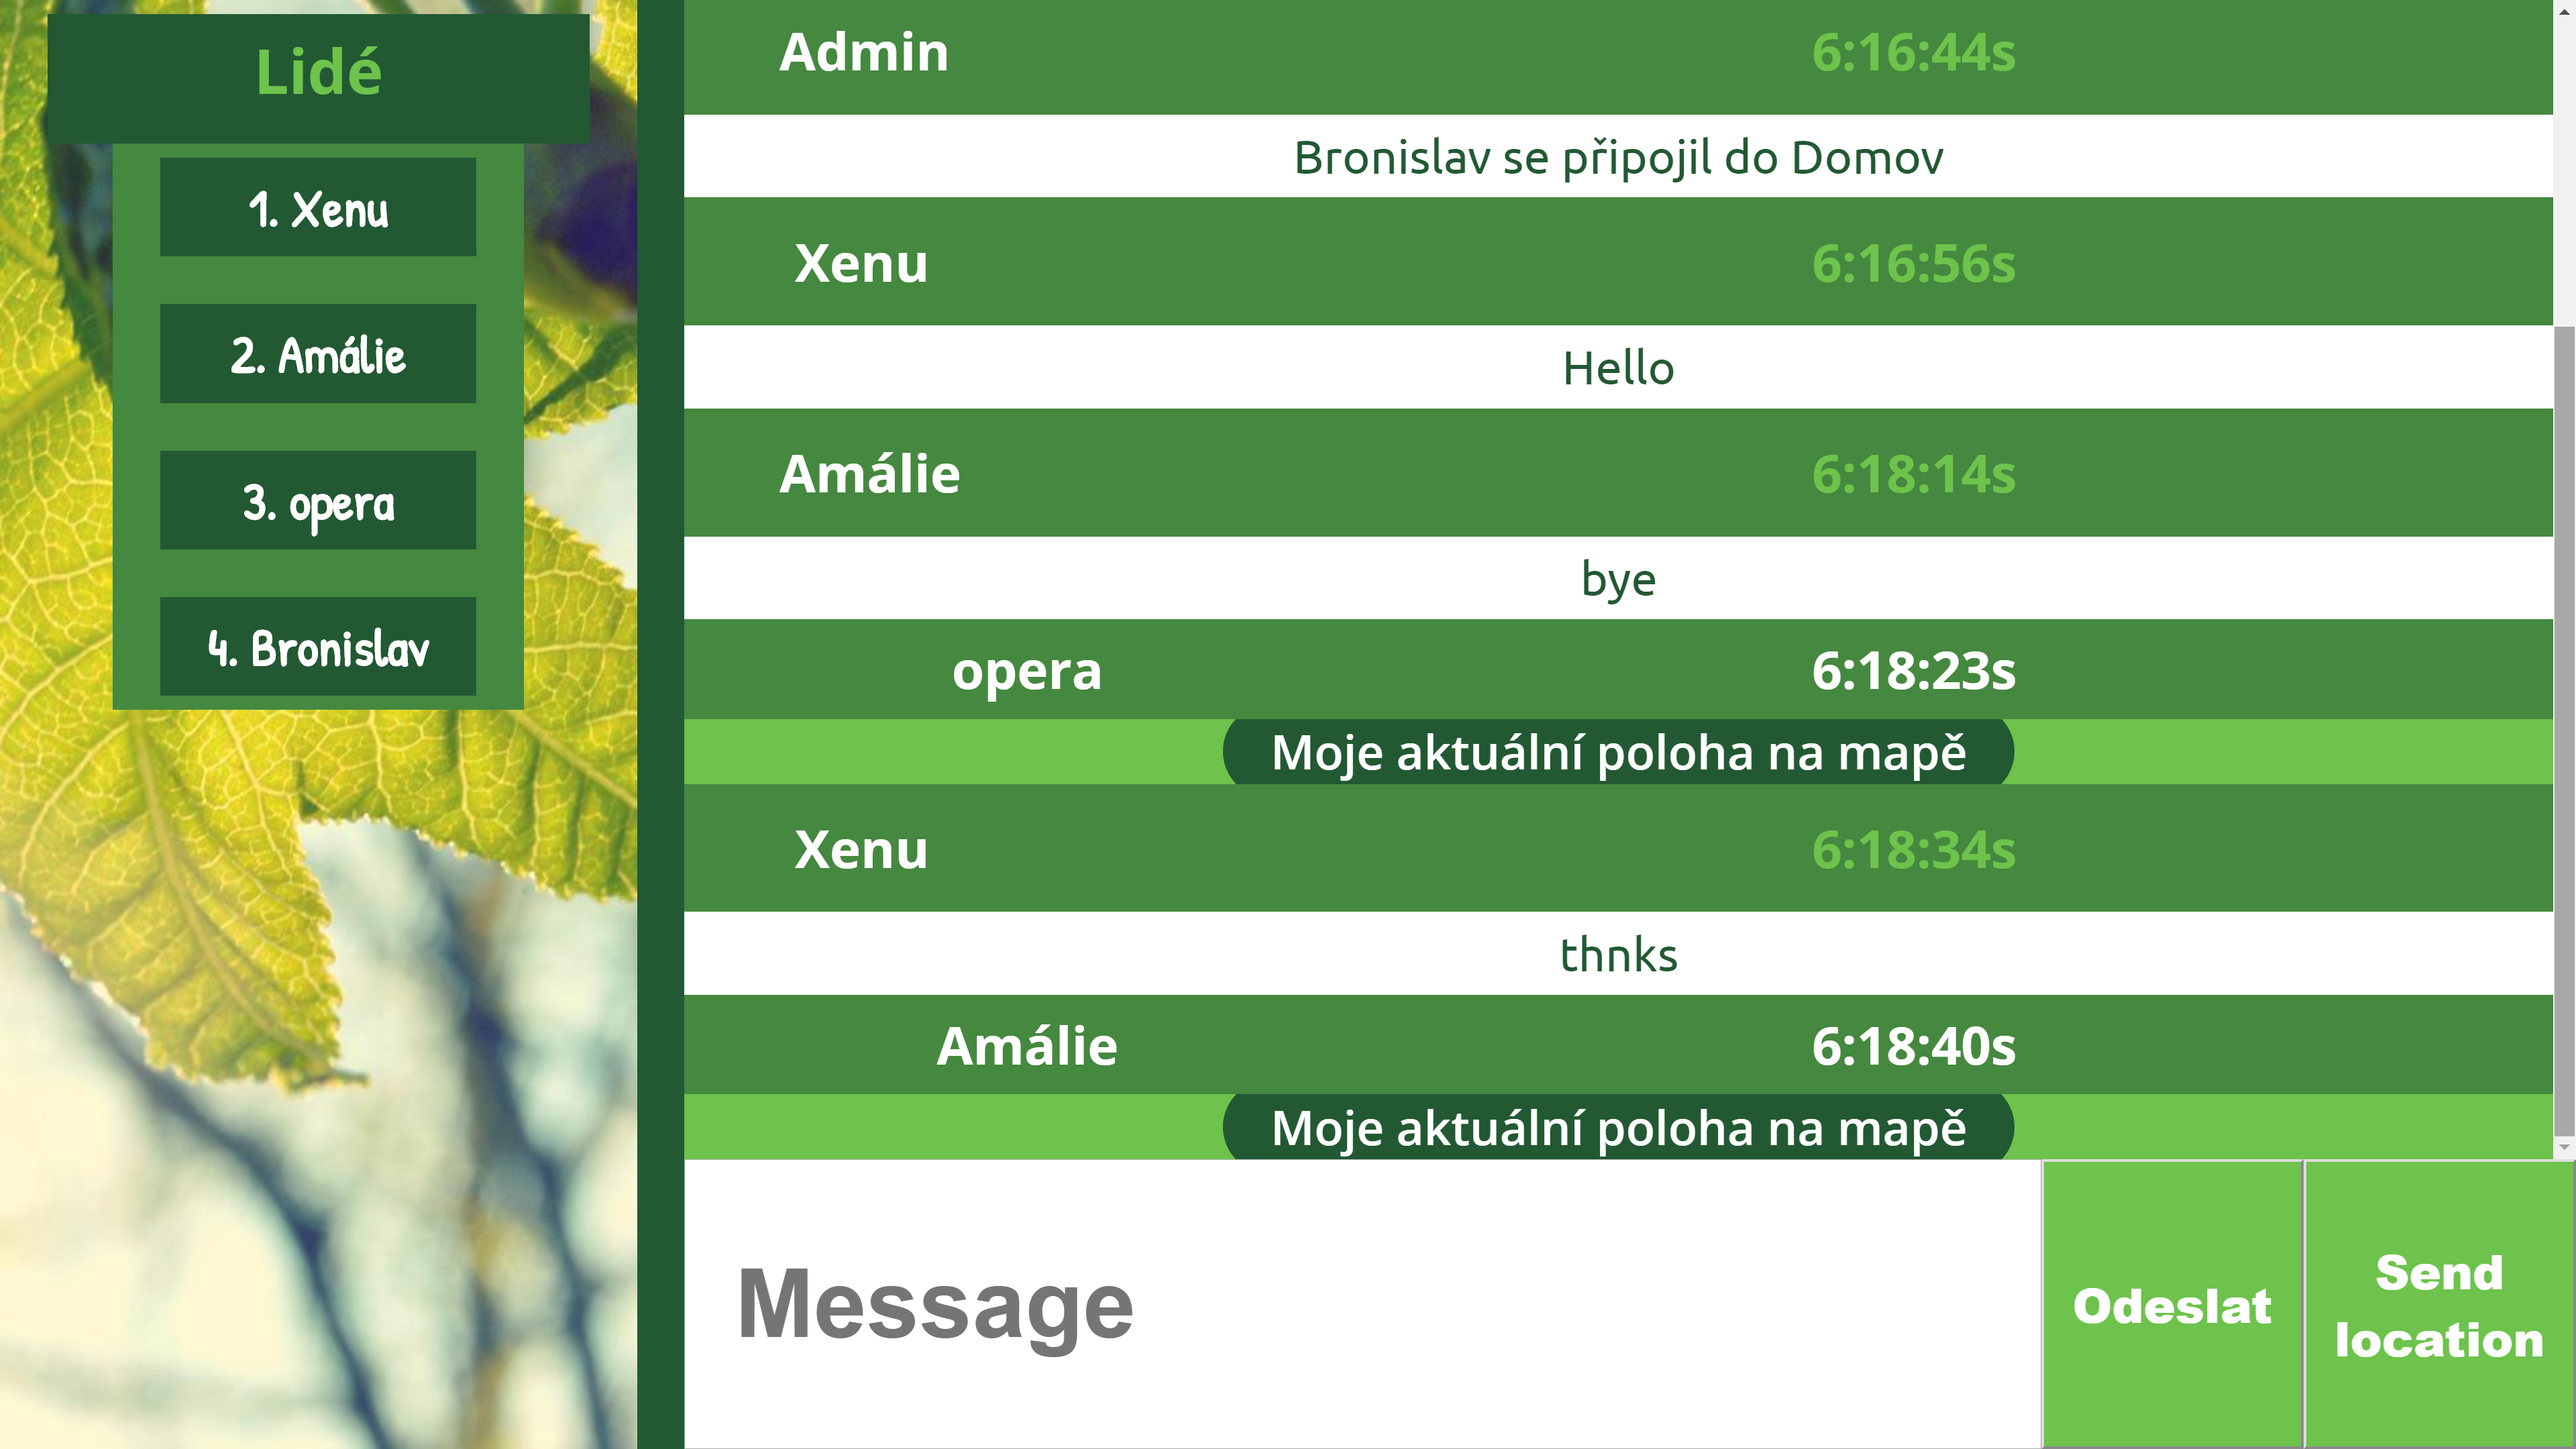 Lidé
1. Xenu
2. Amálie
3. opera
4. Bronislav
Admin 6:16:44s
Bronislav se připojil do Domov
Xenu 6:16:56s
Hello
Amálie 6:18:14s
bye
opera 6:18:23s
Moje aktuální poloha na mapě
Xenu 6:18:34s
thnks
Amálie 6:18:40s
Moje aktuální poloha na mapě
Message
Odeslat
Send
location